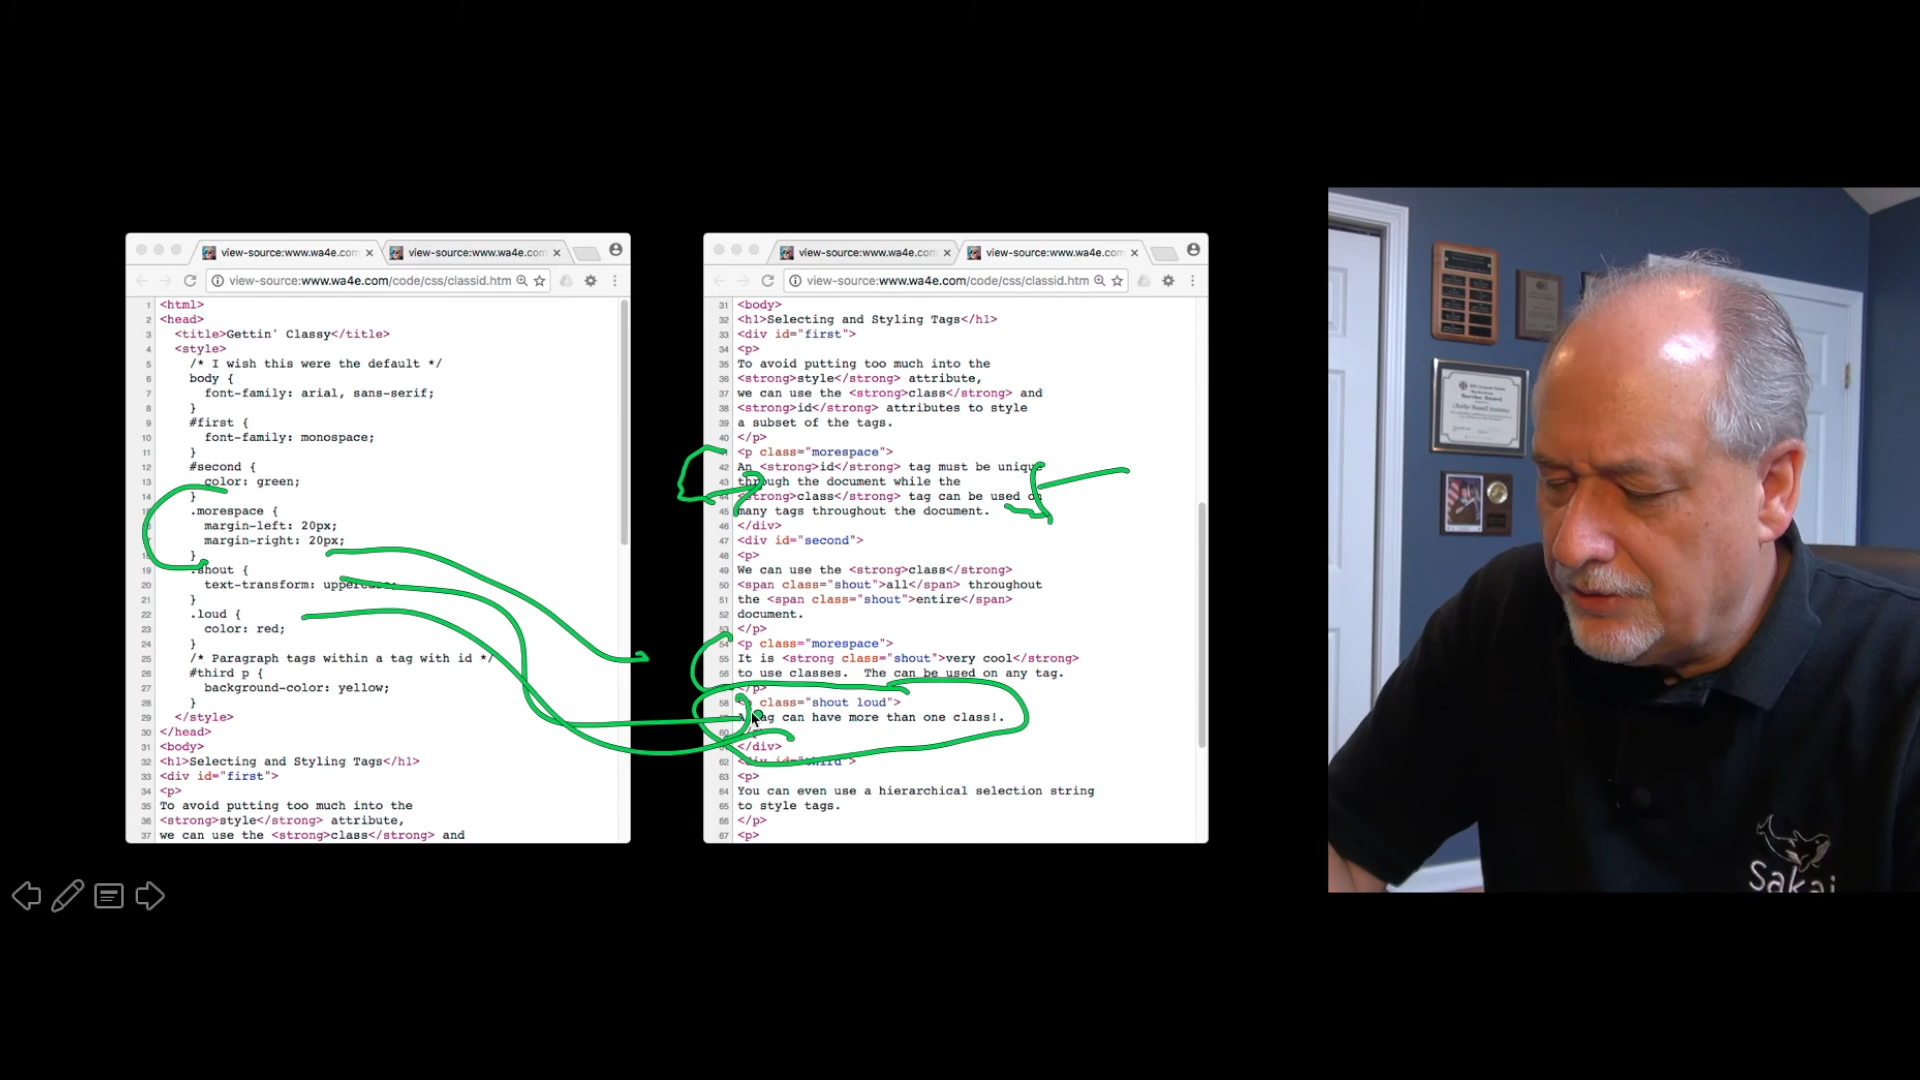 view-source:www.wa4e.com
view-source:www.wa4e.com
view-source:www.wa4e.com/code/css/classid.htm
1 <html>
2 <head>
3 <title>Gettin' Classy</title>
4 <style>
5 /* I wish this were the default */
6 body {
7 font-family: arial, sans-serif;
8 }
9 #first {
10 font-family: monospace;
11 }
12 #second {
13 color: green;
14 }
.morespace {
margin-left: 20px;
margin-right: 20px;
}
19 .shout {
20 text-transform: uppercase;
21 }
22 .loud {
23 color: red;
24 }
25 /* Paragraph tags within a tag with id */
26 #third p {
27 background-color: yellow;
28 }
29 </style>
30 </head>
31 <body>
32 <h1>Selecting and Styling Tags</h1>
33 <div id="first">
34 <p>
35 To avoid putting too much into the
36 <strong>style</strong> attribute,
37 we can use the <strong>class</strong> and
view-source:www.wa4e.com
view-source:www.wa4e.com
view-source:www.wa4e.com/code/css/classid.htm
31 <body>
32 <h1>Selecting and Styling Tags</h1>
33 <div id="first">
34 <p>
35 To avoid putting too much into the
36 <strong>style</strong> attribute,
37 we can use the <strong>class</strong> and
38 <strong>id</strong> attributes to style
39 a subset of the tags.
40 </p>
41 <p class="morespace">
42 An <strong>id</strong> tag must be unique
43 through the document while the
44 <strong>class</strong> tag can be used on
45 many tags throughout the document.
46 </div>
47 <div id="second">
48 <p>
49 We can use the <strong>class</strong>
50 <span class="shout">all</span> throughout
51 the <span class="shout">entire</span>
52 document.
53 </p>
54 <p class="morespace">
55 It is <strong class="shout">very cool</strong>
56 to use classes.  The can be used on any tag.
</p>
58 <p class="shout loud">
A tag can have more than one class!.
60 </p>
</div>
62 <div id="third">
63 <p>
64 You can even use a hierarchical selection string
65 to style tags.
66 </p>
67 <p>
Sakai